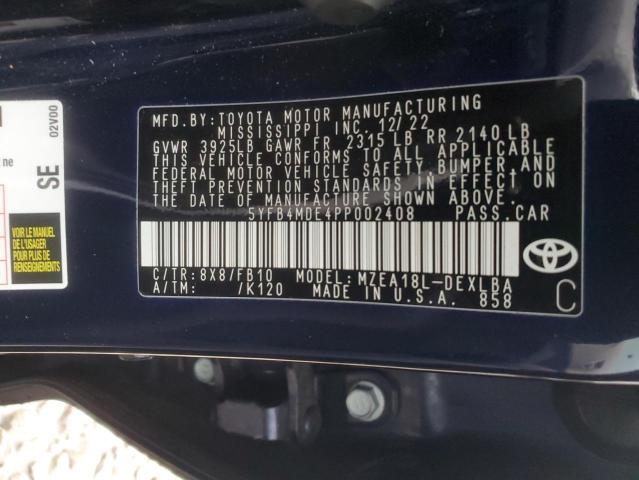 MFD.BY:TOYOTA MOTOR MANUFACTURING
MISSISSIPPI INC. 12/22
GVWR 3925LB GAWR FR 2315 LB RR 2140 LB
THIS VEHICLE CONFORMS TO ALL APPLICABLE
FEDERAL MOTOR VEHICLE SAFETY,BUMPER,AND
THEFT PREVENTION STANDARDS IN EFFECT ON
THE DATE OF MANUFACTURE SHOWN ABOVE.
5YFB4MDE4PP002408 PASS.CAR
C/TR:8X8/FB10 MODEL:MZEA18L-DEXLBA
A/TM: /K120 MADE IN U.S.A. 858
C
02V00
SE
ne
VOIR LE MANUEL
DE L'USAGER
POUR PLUS DE
RENSEIGNEMENTS